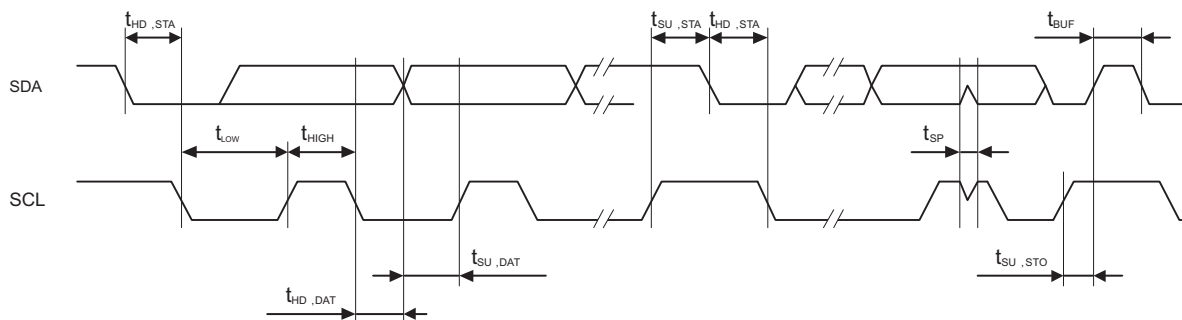 tHD ,STA
tSU ,STA
tHD ,STA
tBUF
SDA
tLOW
tHIGH
tSP
SCL
tSU ,DAT
tSU ,STO
tHD ,DAT